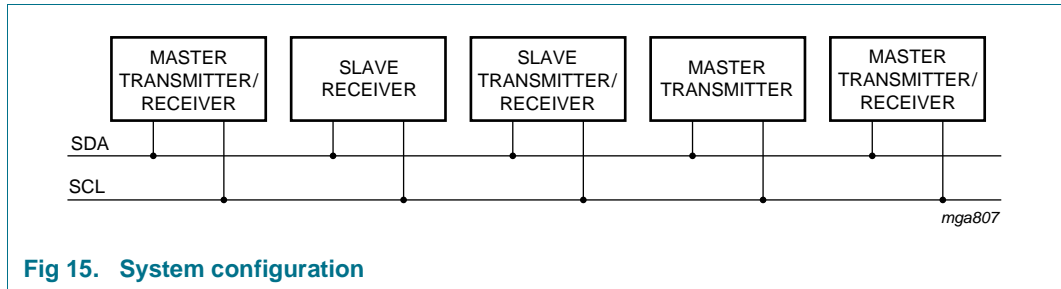 MASTER
TRANSMITTER/
RECEIVER
SLAVE
RECEIVER
SLAVE
TRANSMITTER/
RECEIVER
MASTER
TRANSMITTER
MASTER
TRANSMITTER/
RECEIVER
SDA
SCL
mga807
Fig 15. System configuration